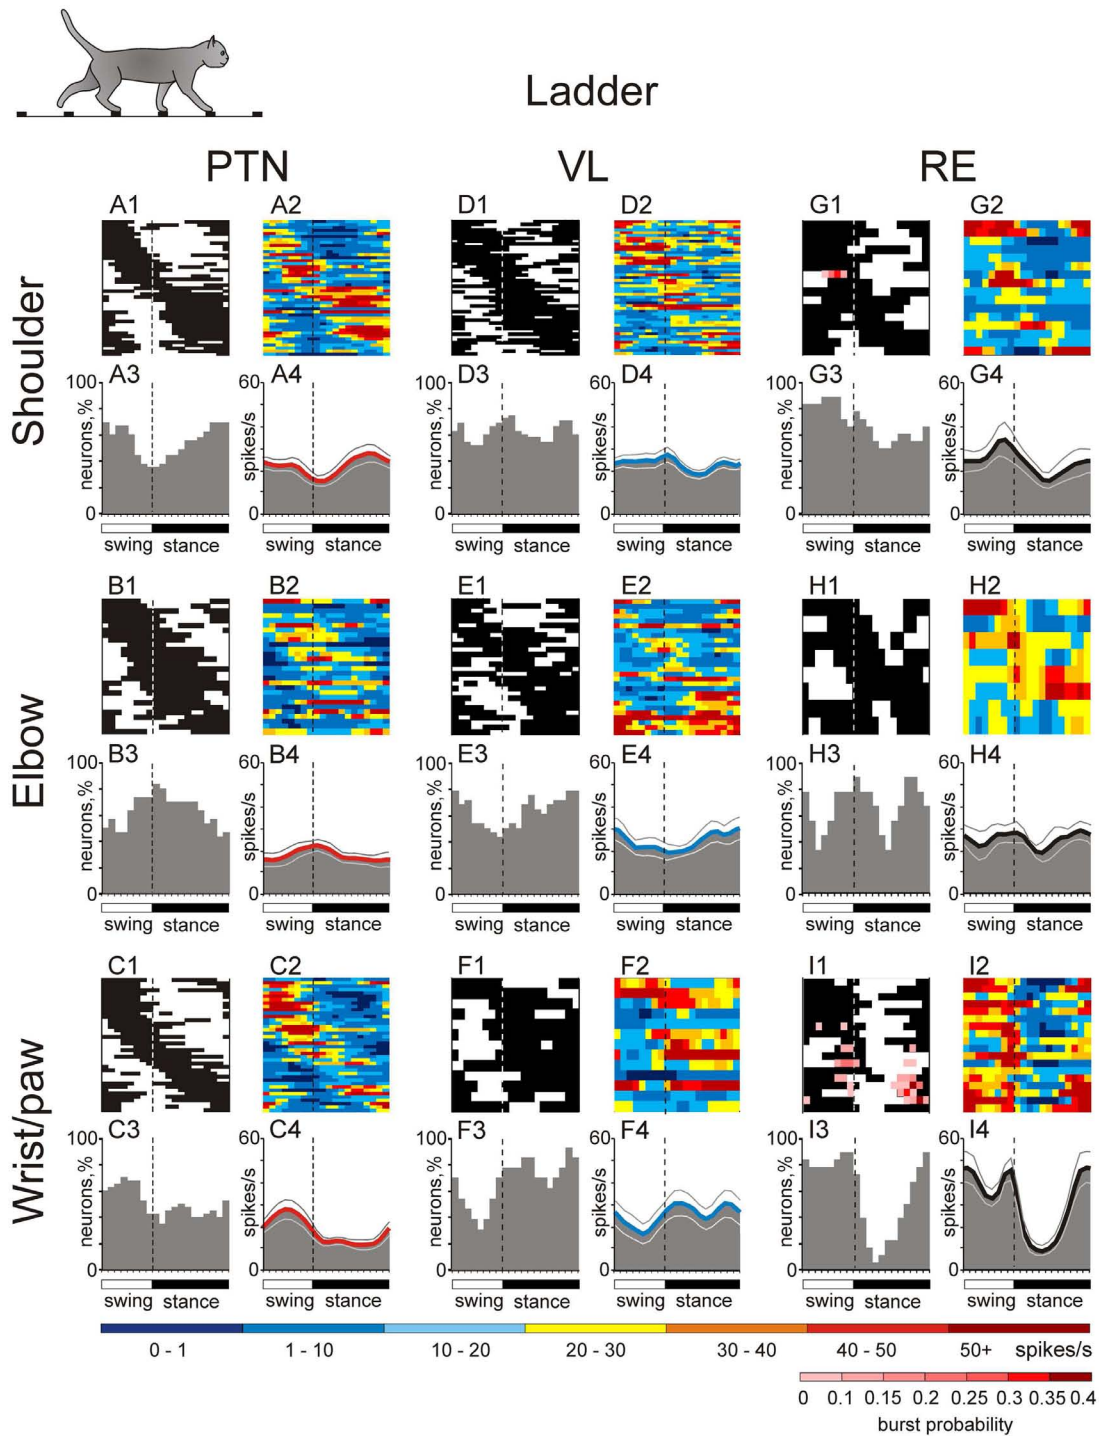 Ladder
PTN VL RE
Shoulder
A1 A2 D1 D2 G1 G2
A3 A4 D3 D4 G3 G4
100 60 100 60 100 60
neurons, % spikes/s neurons, % spikes/s neurons, % spikes/s
0 0 0 0 0 0
swing stance swing stance swing stance swing stance swing stance swing stance
Elbow
B1 B2 E1 E2 H1 H2
B3 B4 E3 E4 H3 H4
100 60 100 60 100 60
neurons, % spikes/s neurons, % spikes/s neurons, % spikes/s
0 0 0 0 0 0
swing stance swing stance swing stance swing stance swing stance swing stance
Wrist/paw
C1 C2 F1 F2 I1 I2
C3 C4 F3 F4 I3 I4
100 60 100 60 100 60
neurons, % spikes/s neurons, % spikes/s neurons, % spikes/s
0 0 0 0 0 0
swing stance swing stance swing stance swing stance swing stance swing stance
0 - 1 1 - 10 10 - 20 20 - 30 30 - 40 40 - 50 50+ spikes/s
0 0.1 0.15 0.2 0.25 0.3 0.35 0.4
burst probability